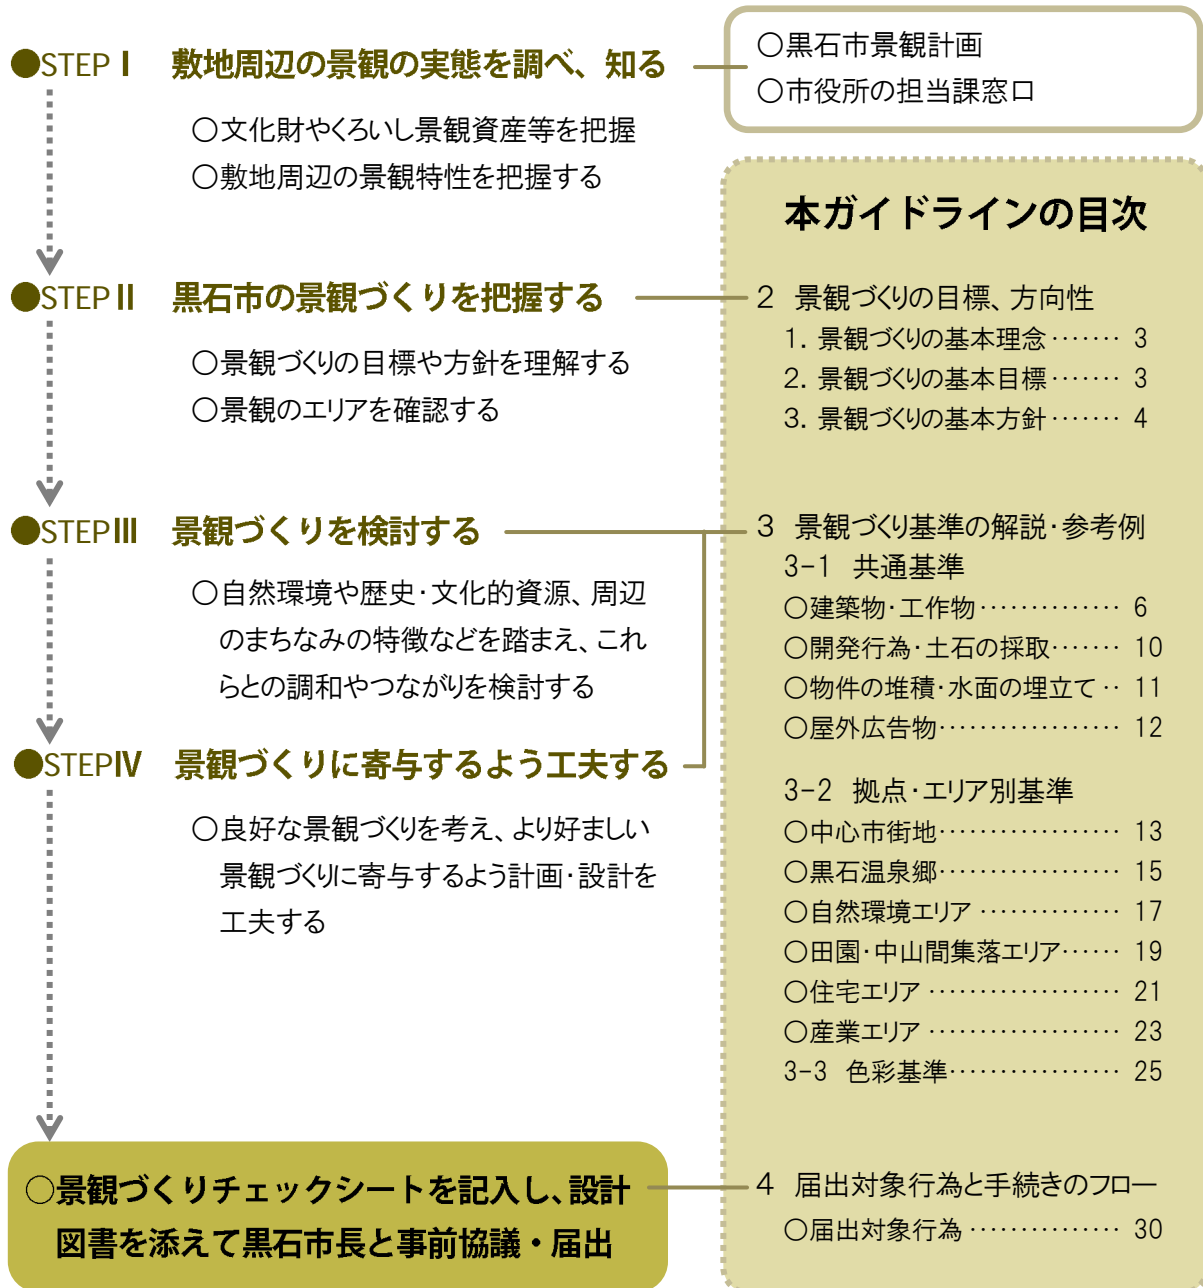 ●STEPⅠ 敷地周辺の景観の実態を調べ、知る
○文化財やくろいし景観資産等を把握
○敷地周辺の景観特性を把握する
○黒石市景観計画
○市役所の担当課窓口
●STEPⅡ 黒石市の景観づくりを把握する
○景観づくりの目標や方針を理解する
○景観のエリアを確認する
●STEPⅢ 景観づくりを検討する
○自然環境や歴史・文化的資源、周辺
のまちなみの特徴などを踏まえ、これ
らとの調和やつながりを検討する
●STEPⅣ 景観づくりに寄与するよう工夫する
○良好な景観づくりを考え、より好ましい
景観づくりに寄与するよう計画・設計を
工夫する
○景観づくりチェックシートを記入し、設計
図書を添えて黒石市長と事前協議・届出
本ガイドラインの目次
2 景観づくりの目標、方向性
1. 景観づくりの基本理念‥‥‥‥ 3
2. 景観づくりの基本目標‥‥‥‥ 3
3. 景観づくりの基本方針‥‥‥‥ 4
3 景観づくり基準の解説・参考例
3-1 共通基準
○建築物・工作物‥‥‥‥‥‥‥ 6
○開発行為・土石の採取‥‥‥‥ 10
○物件の堆積・水面の埋立て‥ 11
○屋外広告物‥‥‥‥‥‥‥‥‥ 12
3-2 拠点・エリア別基準
○中心市街地‥‥‥‥‥‥‥‥‥ 13
○黒石温泉郷‥‥‥‥‥‥‥‥‥ 15
○自然環境エリア‥‥‥‥‥‥‥ 17
○田園・中山間集落エリア‥‥‥ 19
○住宅エリア‥‥‥‥‥‥‥‥‥ 21
○産業エリア‥‥‥‥‥‥‥‥‥ 23
3-3 色彩基準‥‥‥‥‥‥‥‥ 25
4 届出対象行為と手続きのフロー
○届出対象行為‥‥‥‥‥‥‥ 30